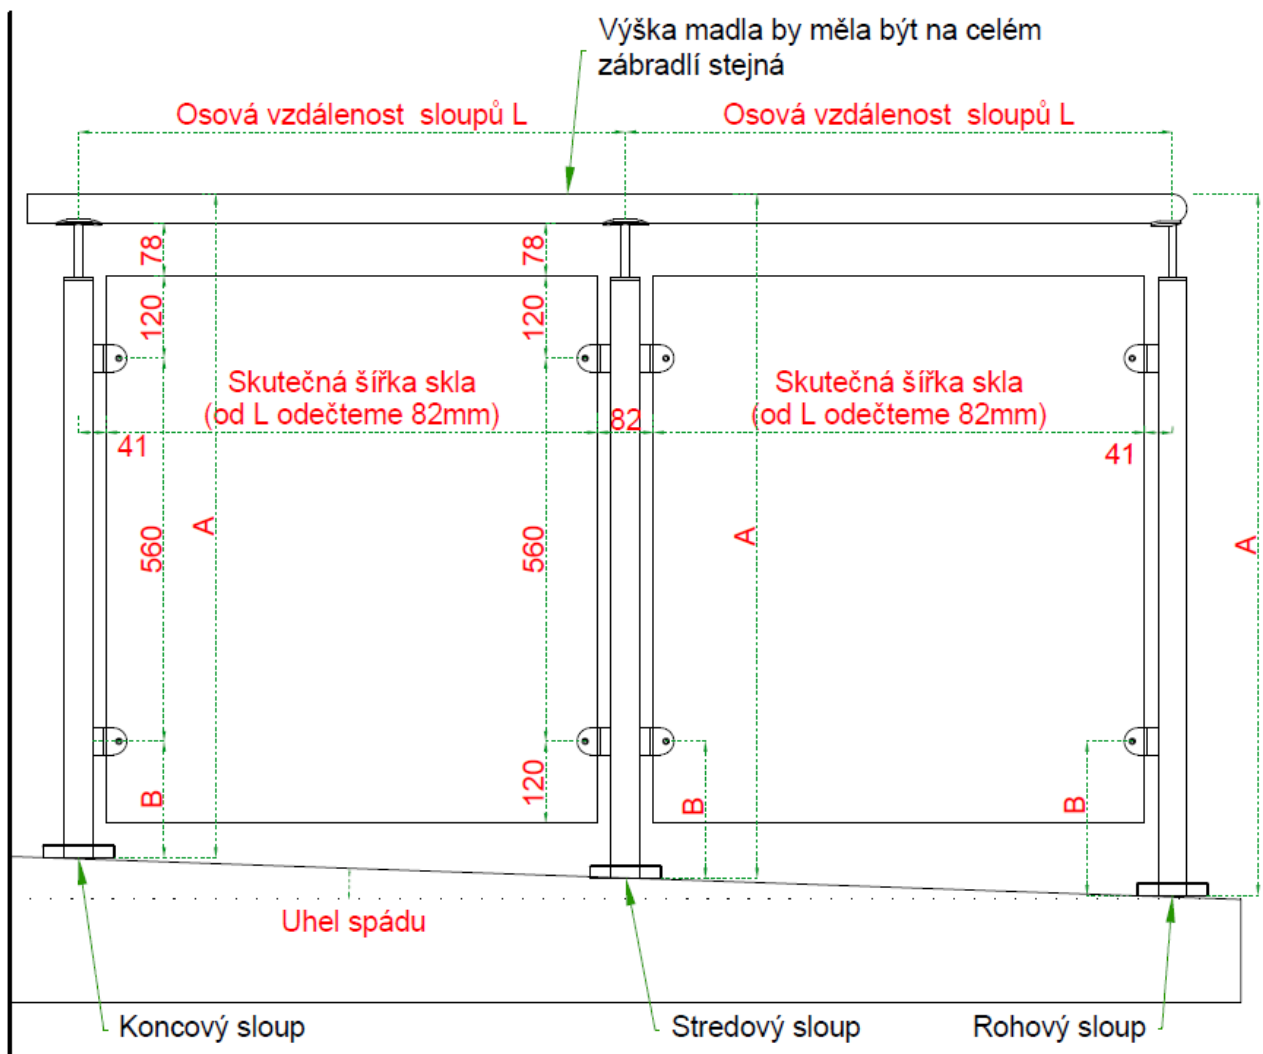 Výška madla by měla být na celém
zábradlí stejná
Osová vzdálenost sloupů L
Osová vzdálenost sloupů L
78
78
120
120
Skutečná šířka skla
(od L odečteme 82mm)
Skutečná šířka skla
(od L odečteme 82mm)
82
41
41
560
A
560
A
A
B
120
B
B
Uhel spádu
Koncový sloup
Stredový sloup
Rohový sloup